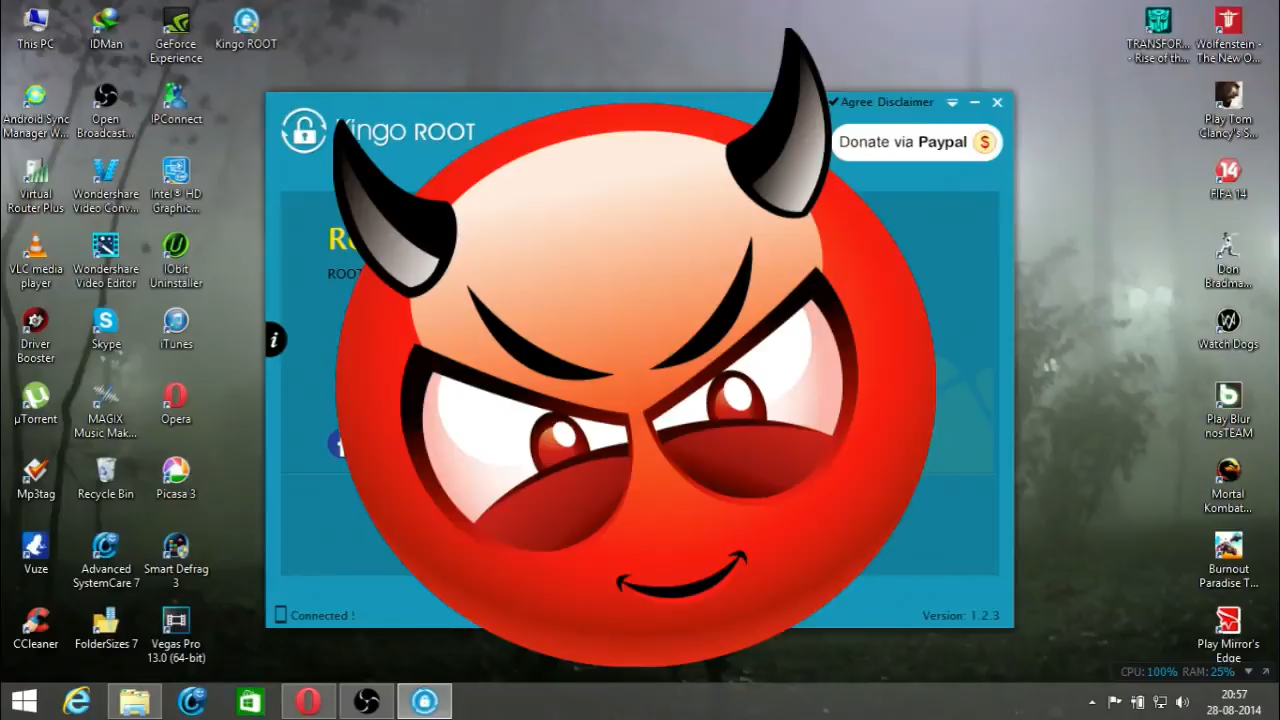 This PC
IDMan
GeForce
Experience
Kingo ROOT
TRANSFOR...
- Rise of th...
Wolfenstein -
The New O...
Android Sync
Manager W...
Open
Broadcast...
IPConnect
Play Tom
Clancy's S...
Virtual
Router Plus
Wondershare
Video Conv...
Intel® HD
Graphic...
14
FIFA 14
VLC media
player
Wondershare
Video Editor
IObit
Uninstaller
Don
Bradma...
Driver
Booster
Skype
iTunes
Watch Dogs
µTorrent
MAGIX
Music Mak...
Opera
Play Blur
nosTEAM
Mp3tag
Recycle Bin
Picasa 3
Mortal
Kombat...
Vuze
Advanced
SystemCare 7
Smart Defrag
3
Burnout
Paradise T...
CCleaner
FolderSizes 7
Vegas Pro
13.0 (64-bit)
Play Mirror's
Edge
Agree Disclaimer
Kingo ROOT
Donate via Paypal $
ROOT
i
Connected !
Version: 1.2.3
CPU: 100% RAM: 25%
20:57
28-08-2014